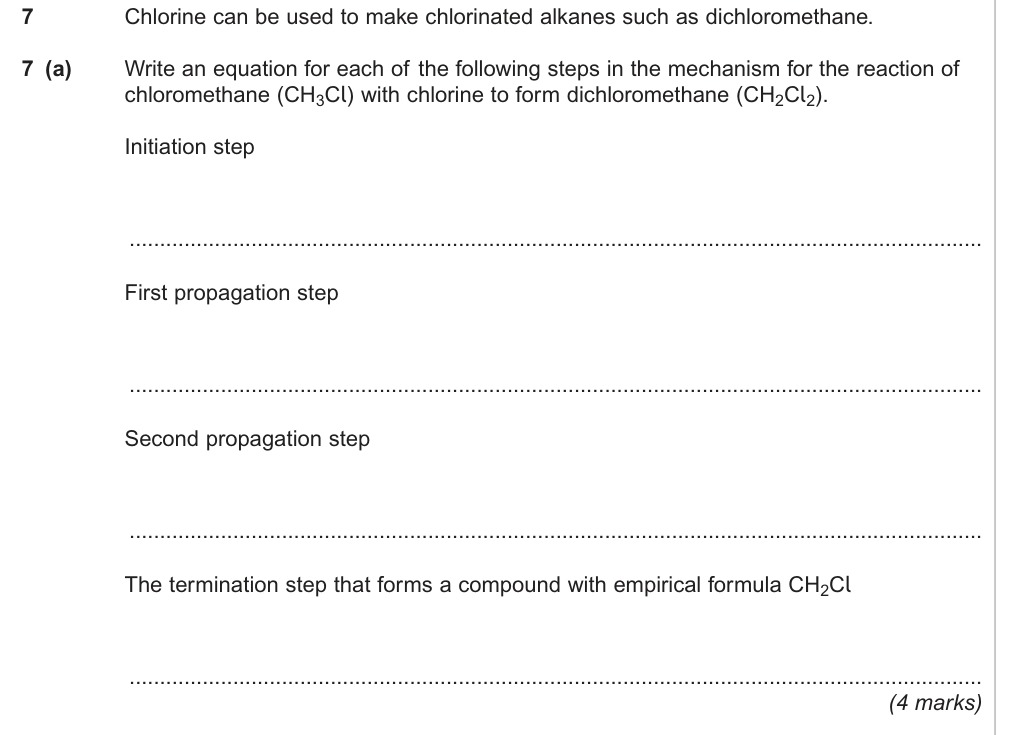 7 Chlorine can be used to make chlorinated alkanes such as dichloromethane.
7 (a) Write an equation for each of the following steps in the mechanism for the reaction of
chloromethane (CH₃Cl) with chlorine to form dichloromethane (CH₂Cl₂).
Initiation step
..............................................................................................................................................
First propagation step
..............................................................................................................................................
Second propagation step
..............................................................................................................................................
The termination step that forms a compound with empirical formula CH₂Cl
..............................................................................................................................................
(4 marks)